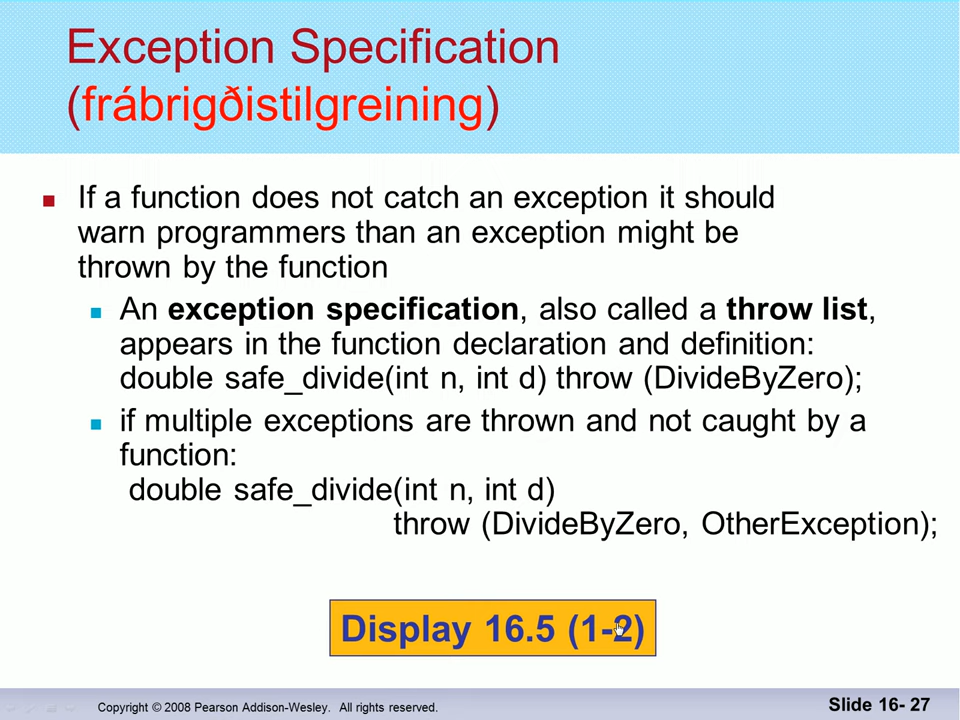 Exception Specification
(frábrigðistilgreining)
If a function does not catch an exception it should
warn programmers than an exception might be
thrown by the function
An exception specification, also called a throw list,
appears in the function declaration and definition:
double safe_divide(int n, int d) throw (DivideByZero);
if multiple exceptions are thrown and not caught by a
function:
double safe_divide(int n, int d)
throw (DivideByZero, OtherException);
Display 16.5 (1-2)
Copyright © 2008 Pearson Addison-Wesley. All rights reserved.
Slide 16- 27